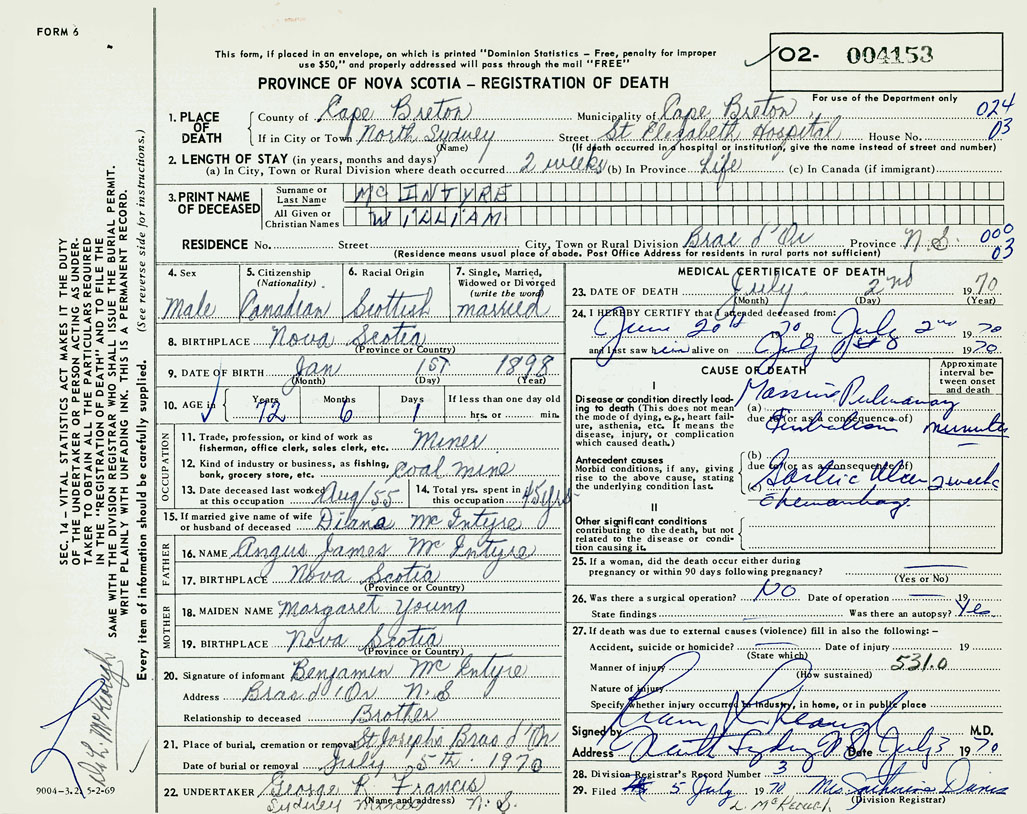 FORM 6
This form, if placed in an envelope, on which is printed "Dominion Statistics – Free, penalty for improper
use $50," and properly addressed will pass through the mail "FREE"
02- 004153
For use of the Department only
PROVINCE OF NOVA SCOTIA – REGISTRATION OF DEATH
1. PLACE OF DEATH
County of Cape Breton Municipality of Cape Breton 024
If in City or Town North Sydney Street St Elizabeth Hospital House No. 03
(Name) (If death occurred in a hospital or institution, give the name instead of street and number)
2. LENGTH OF STAY (in years, months and days)
(a) In City, Town or Rural Division where death occurred 2 weeks (b) In Province Life (c) In Canada (if immigrant)
3. PRINT NAME OF DECEASED
Surname or Last Name MCINTYRE
All Given or Christian Names WILLIAM
RESIDENCE No. Street City, Town or Rural Division Bras d'Or Province N.S. 000 03
(Residence means usual place of abode. Post Office Address for residents in rural parts not sufficient)
4. Sex Male
5. Citizenship (Nationality) Canadian
6. Racial Origin Scottish
7. Single, Married, Widowed or Divorced (write the word) married
8. BIRTHPLACE Nova Scotia
(Province or Country)
9. DATE OF BIRTH Jan 1st 1898
(Month) (Day) (Year)
10. AGE in Years 72 Months 6 Days 1 If less than one day old hrs. or min.
OCCUPATION
11. Trade, profession, or kind of work as fisherman, office clerk, sales clerk, etc. Miner
12. Kind of industry or business, as fishing, bank, grocery store, etc. Coal mine
13. Date deceased last worked at this occupation Aug/55 14. Total yrs. spent in this occupation 45 yrs
15. If married give name of wife or husband of deceased Diana McIntyre
FATHER
16. NAME Angus James McIntyre
17. BIRTHPLACE Nova Scotia
(Province or Country)
MOTHER
18. MAIDEN NAME Margaret Young
19. BIRTHPLACE Nova Scotia
(Province or Country)
20. Signature of informant Benjamin McIntyre
Address Bras d'Or N.S
Relationship to deceased Brother
21. Place of burial, cremation or removal St Josephs Bras d'Or
Date of burial or removal July 5th 1970
22. UNDERTAKER George R Francis
(Name and address)
Sydney Mines N.S.
MEDICAL CERTIFICATE OF DEATH
23. DATE OF DEATH July 2nd 1970
(Month) (Day) (Year)
24. I HEREBY CERTIFY that I attended deceased from:
June 20th 1970 to July 2nd 1970
and last saw him alive on July 1970
CAUSE OF DEATH
Approximate interval between onset and death
I
Disease or condition directly leading to death (This does not mean the mode of dying, e.g., heart failure, asthenia, etc. It means the disease, injury, or complication which caused death.)
(a) Massive Pulmonary
due to (or as a consequence of) Embolism minutes
Antecedent causes
Morbid conditions, if any, giving rise to the above cause, stating the underlying condition last.
(b)
due to (or as a consequence of)
(c) Gastric Ulcer 2 weeks
Hemorrhage
II
Other significant conditions
contributing to the death, but not related to the disease or condition causing it.
25. If a woman, did the death occur either during pregnancy or within 90 days following pregnancy?
(Yes or No)
26. Was there a surgical operation? NO Date of operation 19
State findings Was there an autopsy? Yes
27. If death was due to external causes (violence) fill in also the following: –
Accident, suicide or homicide? Date of injury 19
(State which)
Manner of injury 531.0
(How sustained)
Nature of injury
Specify whether injury occurred in industry, in home, or in public place
Signed by M.D.
Address North Sydney N.S. Date July 3 1970
28. Division Registrar's Record Number 3
29. Filed 5 July 1970 Mrs Catherine Davis
(Division Registrar)
L. McKeough
SEC. 14 – VITAL STATISTICS ACT MAKES IT THE DUTY
OF THE UNDERTAKER OR PERSON ACTING AS UNDER-
TAKER TO OBTAIN ALL THE PARTICULARS REQUIRED
IN THE "REGISTRATION OF DEATH" AND TO FILE THE
SAME WITH THE DIVISION REGISTRAR WHO SHALL ISSUE THE BURIAL PERMIT.
WRITE PLAINLY WITH UNFADING INK. THIS IS A PERMANENT RECORD.
Every item of information should be carefully supplied. (See reverse side for instructions.)
L McKeough
9004-3.2: 5-2-69